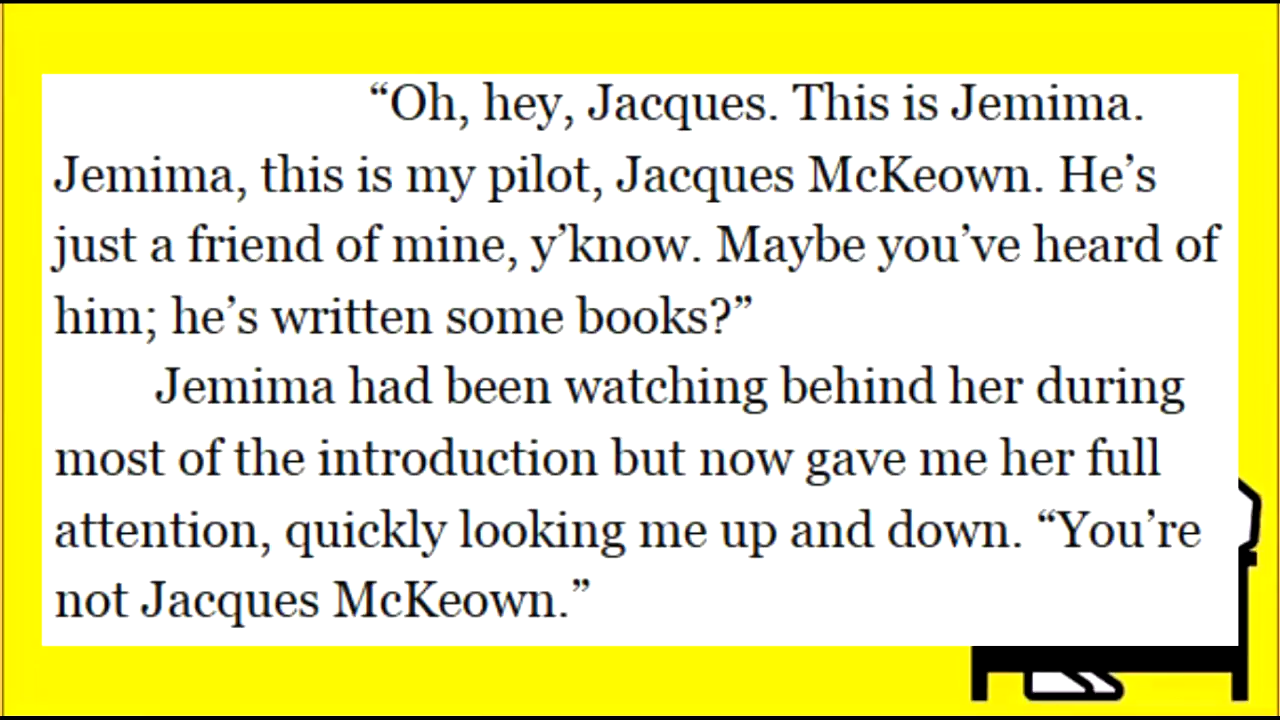 “Oh, hey, Jacques. This is Jemima.
Jemima, this is my pilot, Jacques McKeown. He’s
just a friend of mine, y’know. Maybe you’ve heard of
him; he’s written some books?”
Jemima had been watching behind her during
most of the introduction but now gave me her full
attention, quickly looking me up and down. “You’re
not Jacques McKeown.”